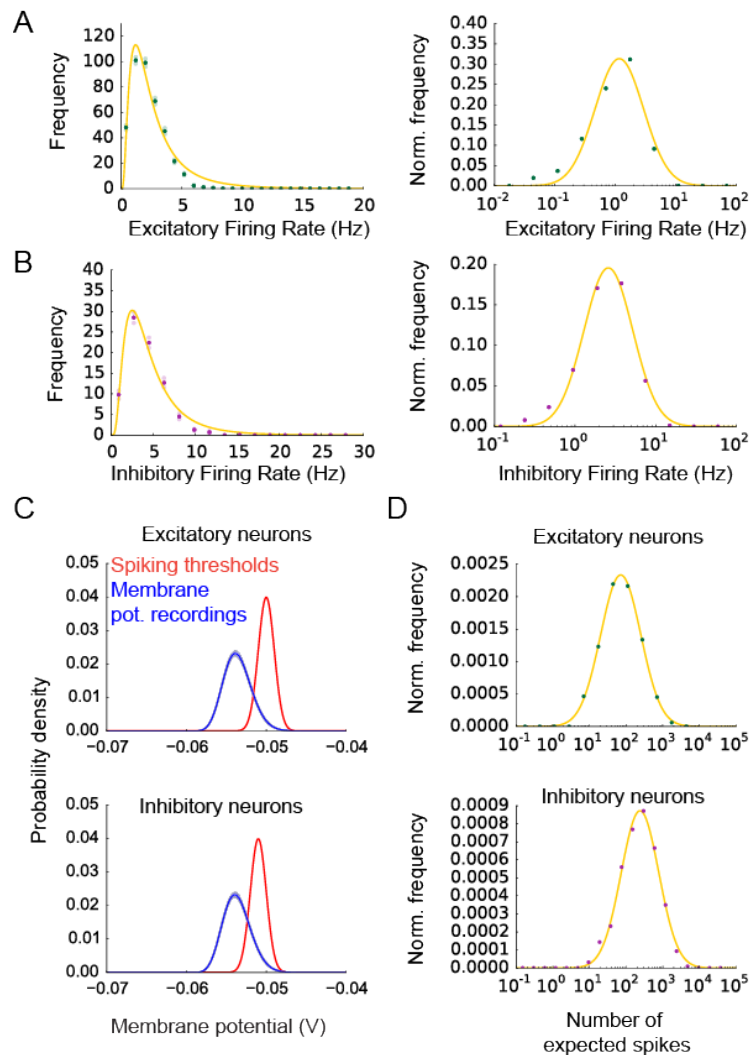 A
Frequency
120
100
80
60
40
20
0
0 5 10 15 20
Excitatory Firing Rate (Hz)
Norm. frequency
0.40
0.35
0.30
0.25
0.20
0.15
0.10
0.05
0.00
10⁻² 10⁻¹ 10⁰ 10¹ 10²
Excitatory Firing Rate (Hz)
B
Frequency
40
35
30
25
20
15
10
5
0
0 5 10 15 20 25 30
Inhibitory Firing Rate (Hz)
Norm. frequency
0.20
0.15
0.10
0.05
0.00
10⁻¹ 10⁰ 10¹ 10²
Inhibitory Firing Rate (Hz)
C
Excitatory neurons
Spiking thresholds
Membrane
pot. recordings
0.05
0.04
0.03
0.02
0.01
0.00
−0.07 −0.06 −0.05 −0.04
Probability density
Inhibitory neurons
0.05
0.04
0.03
0.02
0.01
0.00
−0.07 −0.06 −0.05 −0.04
Membrane potential (V)
D
Excitatory neurons
Norm. frequency
0.0025
0.0020
0.0015
0.0010
0.0005
0.0000
10⁻¹ 10⁰ 10¹ 10² 10³ 10⁴ 10⁵
Inhibitory neurons
Norm. frequency
0.0009
0.0008
0.0007
0.0006
0.0005
0.0004
0.0003
0.0002
0.0001
0.0000
10⁻¹ 10⁰ 10¹ 10² 10³ 10⁴ 10⁵
Number of
expected spikes